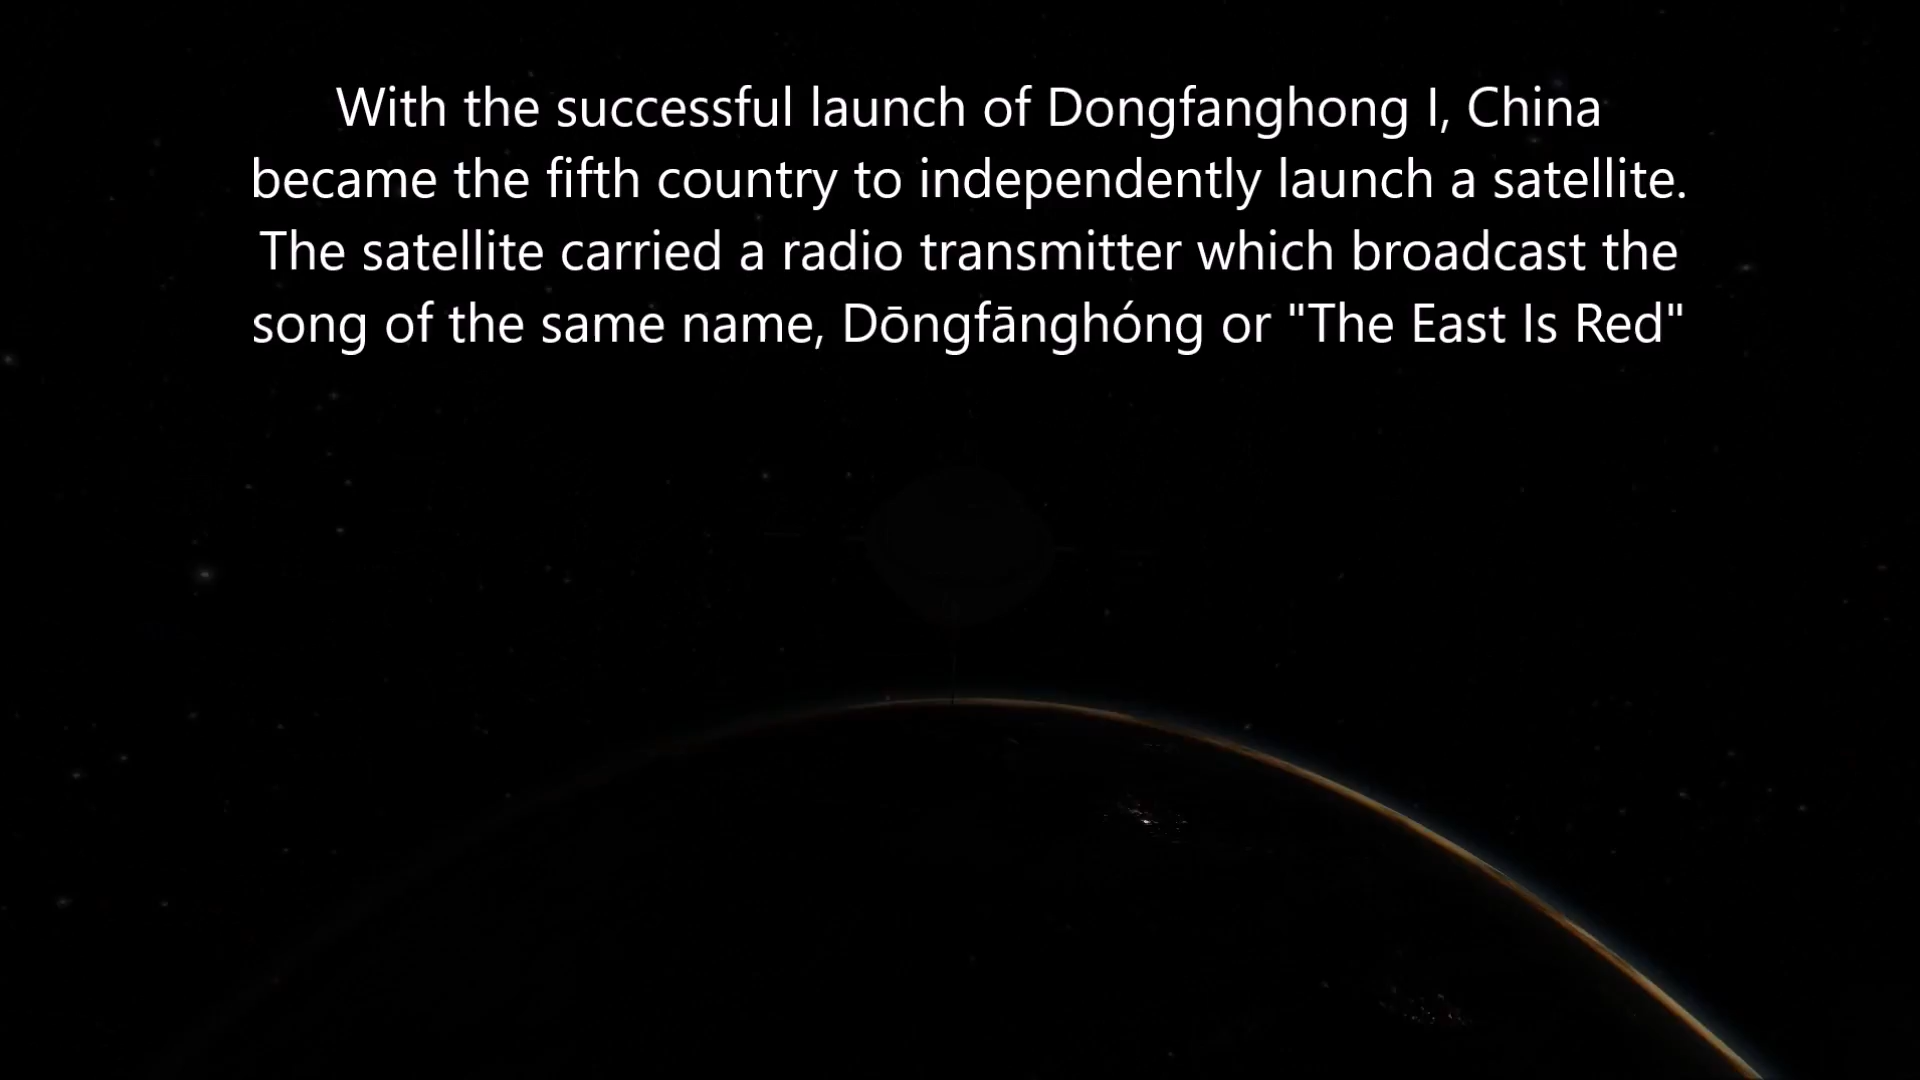 With the successful launch of Dongfanghong I, China
became the fifth country to independently launch a satellite.
The satellite carried a radio transmitter which broadcast the
song of the same name, Dōngfānghóng or "The East Is Red"